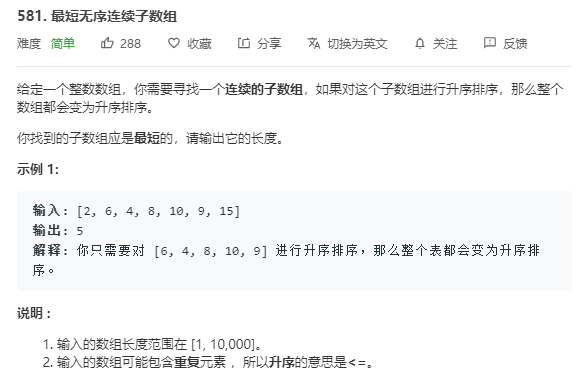 581. 最短无序连续子数组
难度 简单 288 收藏 分享 切换为英文 关注 反馈
给定一个整数数组，你需要寻找一个连续的子数组，如果对这个子数组进行升序排序，那么整个
数组都会变为升序排序。
你找到的子数组应是最短的，请输出它的长度。
示例 1:
输入: [2, 6, 4, 8, 10, 9, 15]
输出: 5
解释: 你只需要对 [6, 4, 8, 10, 9] 进行升序排序，那么整个表都会变为升序排
序。
说明 :
1. 输入的数组长度范围在 [1, 10,000]。
2. 输入的数组可能包含重复元素 ，所以升序的意思是<=。